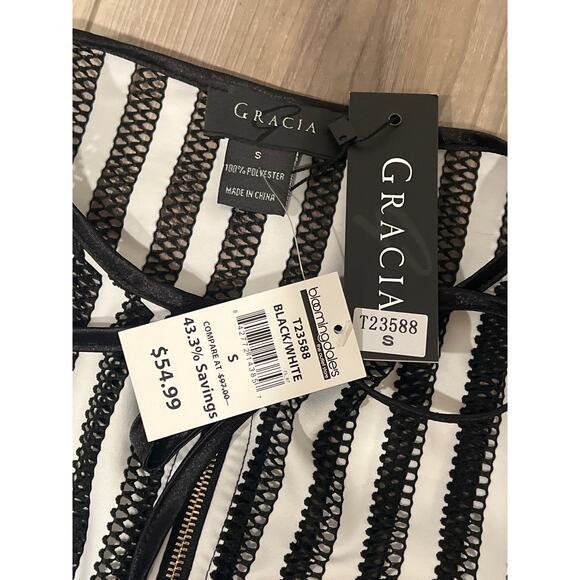 GRACIA
S
100% POLYESTER
MADE IN CHINA
GRACIA
T23588
S
bloomingdale's
T23588
BLACK/WHITE
S
COMPARE AT $97.00
43.3% Savings
$54.99